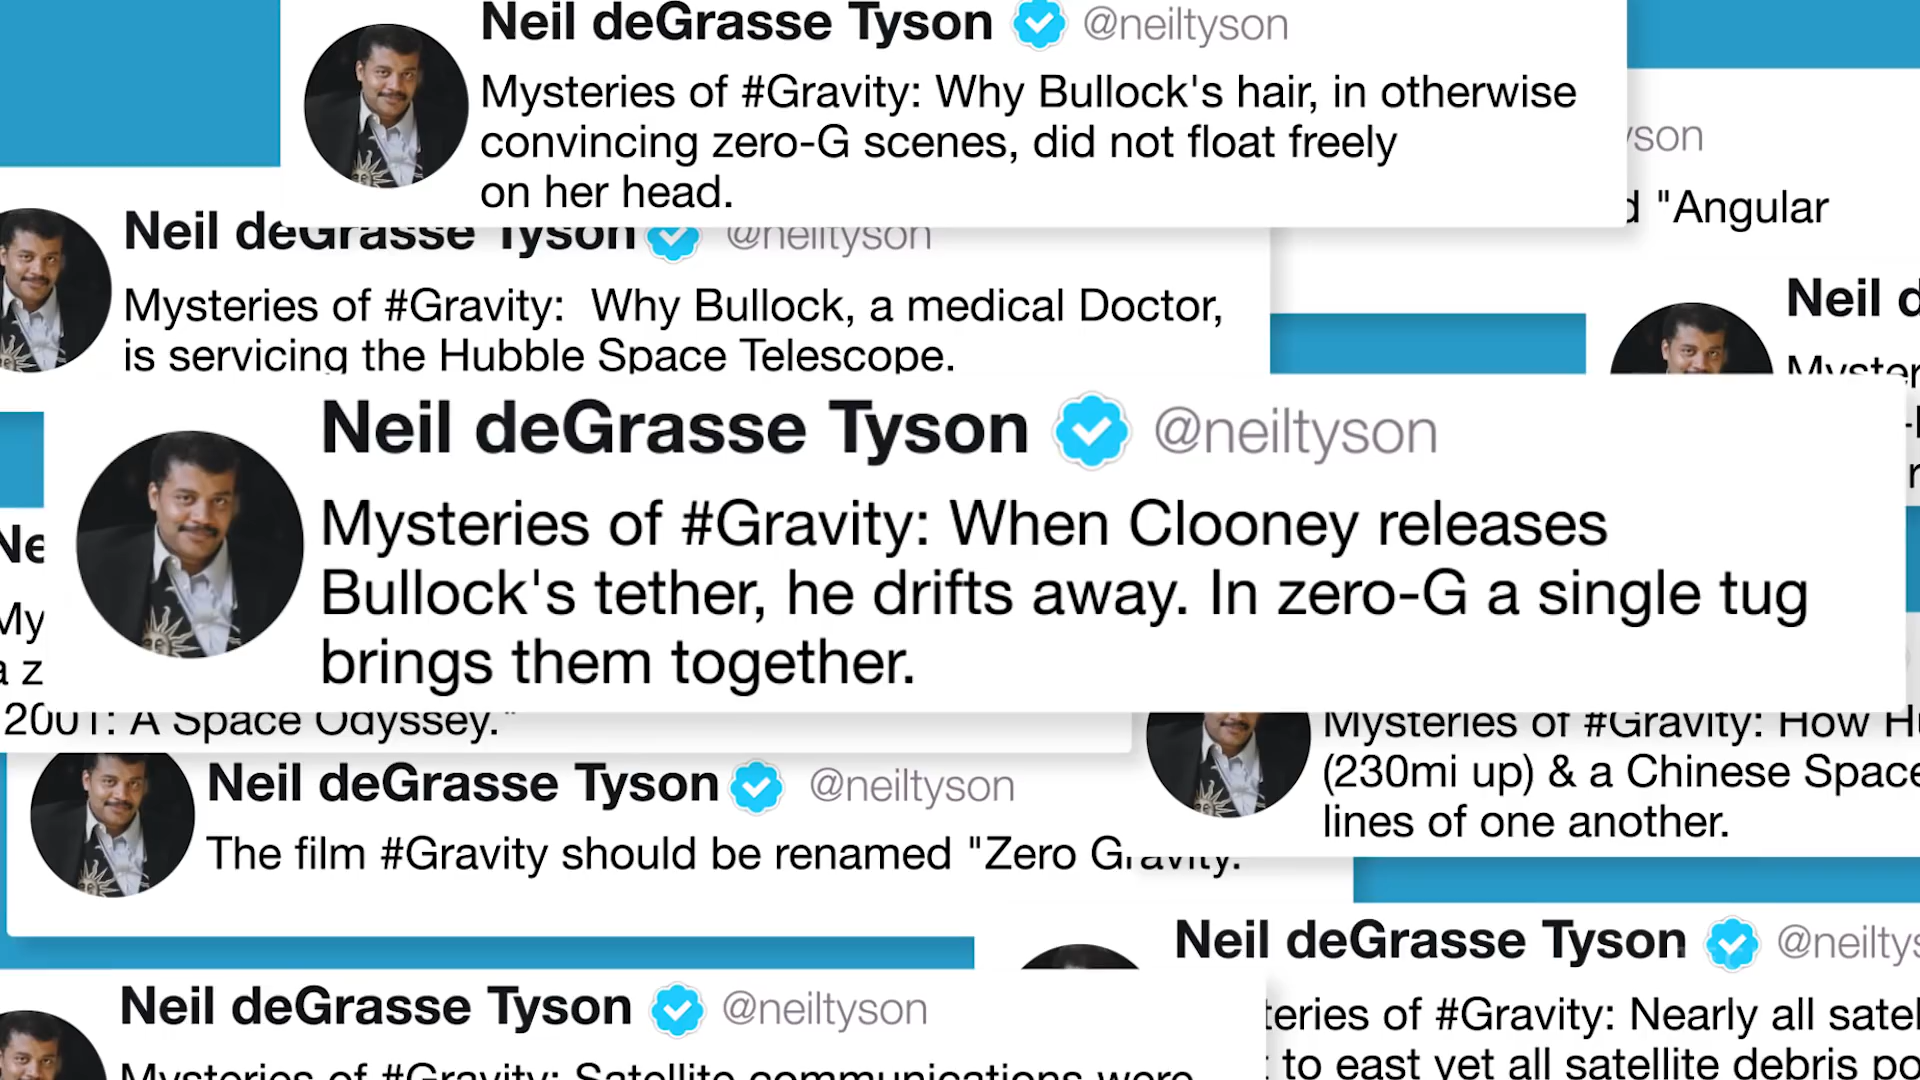 Neil deGrasse Tyson @neiltyson
Mysteries of #Gravity: Why Bullock's hair, in otherwise
convincing zero-G scenes, did not float freely
on her head.
"Angular
Neil deGrasse Tyson @neiltyson
Mysteries of #Gravity:  Why Bullock, a medical Doctor,
is servicing the Hubble Space Telescope.
Neil
Neil deGrasse Tyson @neiltyson
Mysteries of #Gravity: When Clooney releases
Bullock's tether, he drifts away. In zero-G a single tug
brings them together.
2001: A Space Odyssey."
Neil deGrasse Tyson @neiltyson
The film #Gravity should be renamed "Zero Gravity."
Mysteries of #Gravity: How
(230mi up) & a Chinese Space
lines of one another.
Neil deGrasse Tyson @neiltys
teries of #Gravity: Nearly all satel
to east yet all satellite debris po
Neil deGrasse Tyson @neiltyson
Mysteries of #Gravity: Satellite communications were